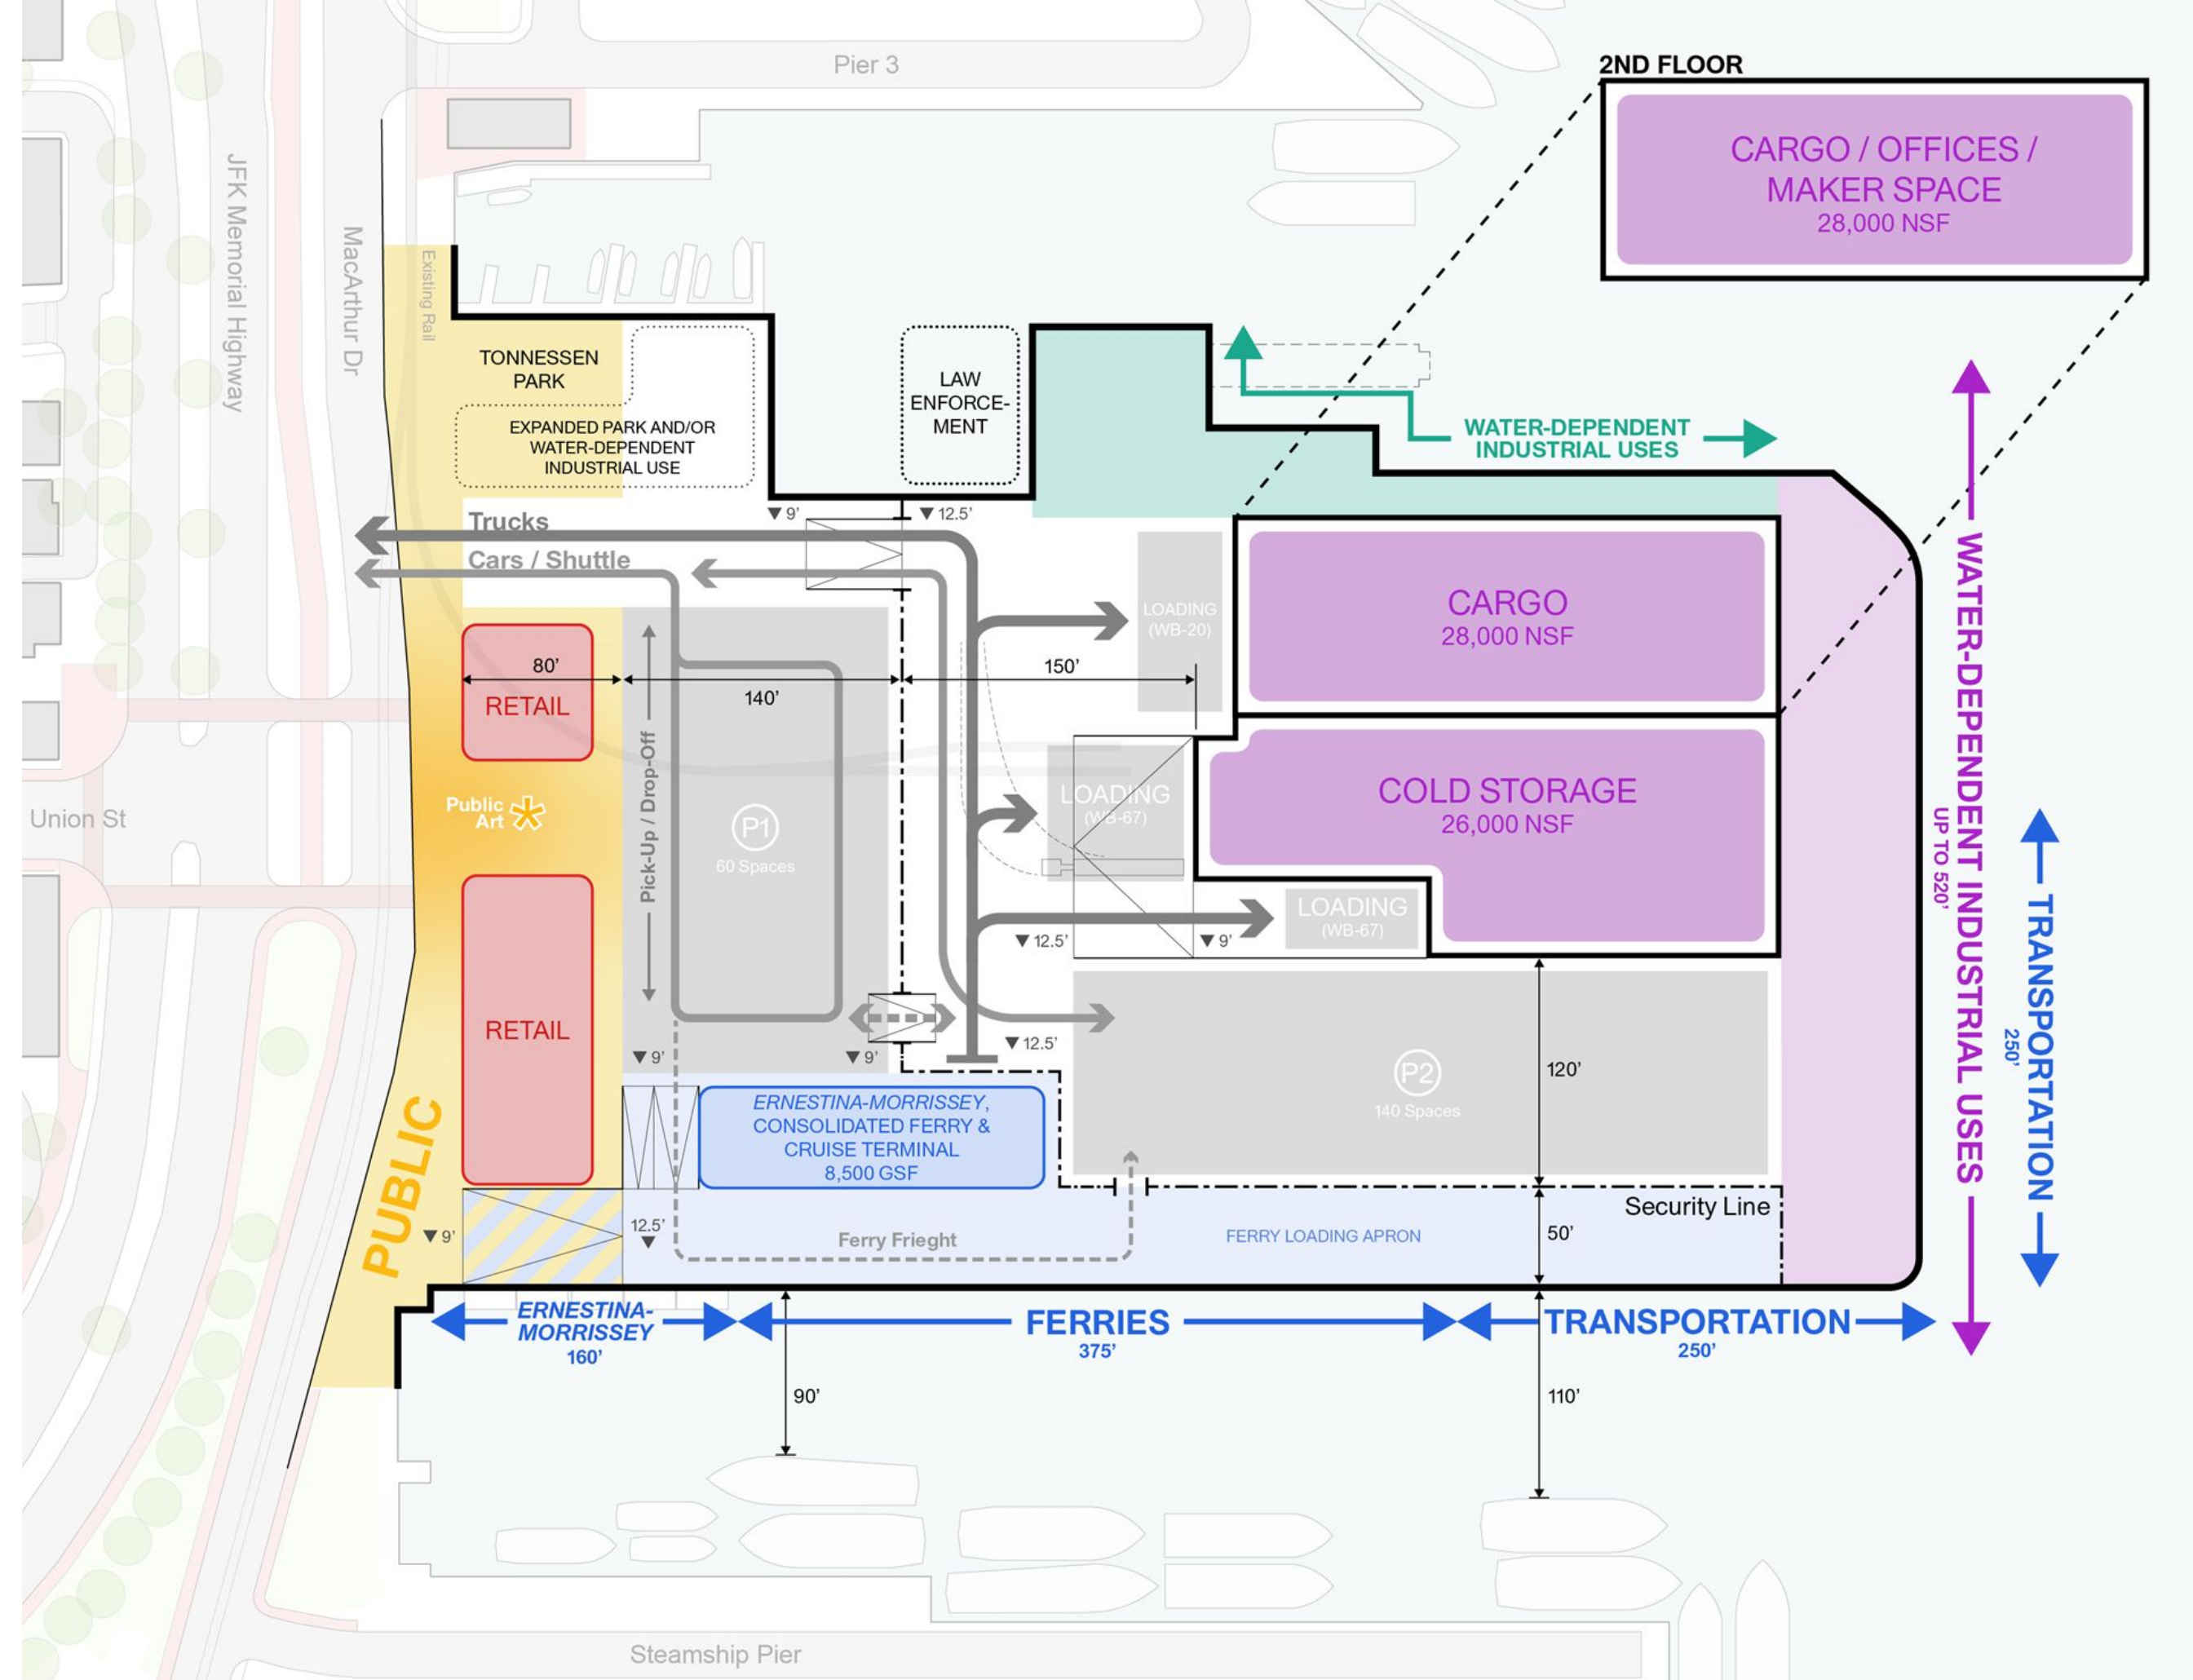 Pier 3
2ND FLOOR
CARGO / OFFICES /
MAKER SPACE
28,000 NSF
JFK Memorial Highway
MacArthur Dr
Existing Rail
TONNESSEN
PARK
EXPANDED PARK AND/OR
WATER-DEPENDENT
INDUSTRIAL USE
LAW
ENFORCE-
MENT
WATER-DEPENDENT
INDUSTRIAL USES
Trucks
9'
12.5'
Cars / Shuttle
LOADING
(WB-20)
CARGO
28,000 NSF
80'
140'
150'
RETAIL
Pick-Up / Drop-Off
Public
Art
Union St
P1
60 Spaces
LOADING
(WB-67)
COLD STORAGE
26,000 NSF
LOADING
(WB-67)
12.5'
9'
WATER-DEPENDENT INDUSTRIAL USES
UP TO 520'
TRANSPORTATION
250'
RETAIL
9'
9'
12.5'
P2
140 Spaces
120'
PUBLIC
ERNESTINA-MORRISSEY,
CONSOLIDATED FERRY &
CRUISE TERMINAL
8,500 GSF
9'
12.5'
Ferry Frieght
FERRY LOADING APRON
Security Line
50'
ERNESTINA-
MORRISSEY
160'
FERRIES
375'
TRANSPORTATION
250'
90'
110'
Steamship Pier